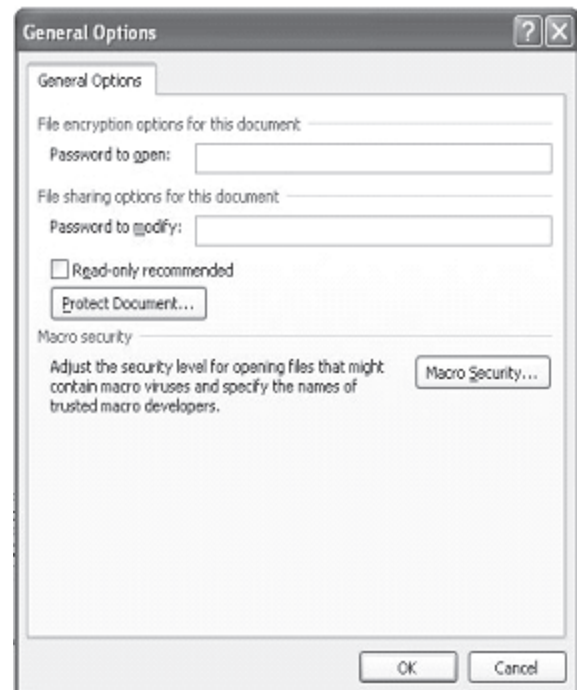 General Options
General Options
File encryption options for this document
Password to open:
File sharing options for this document
Password to modify:
Read-only recommended
Protect Document...
Macro security
Adjust the security level for opening files that might
contain macro viruses and specify the names of
trusted macro developers.
Macro Security...
OK
Cancel